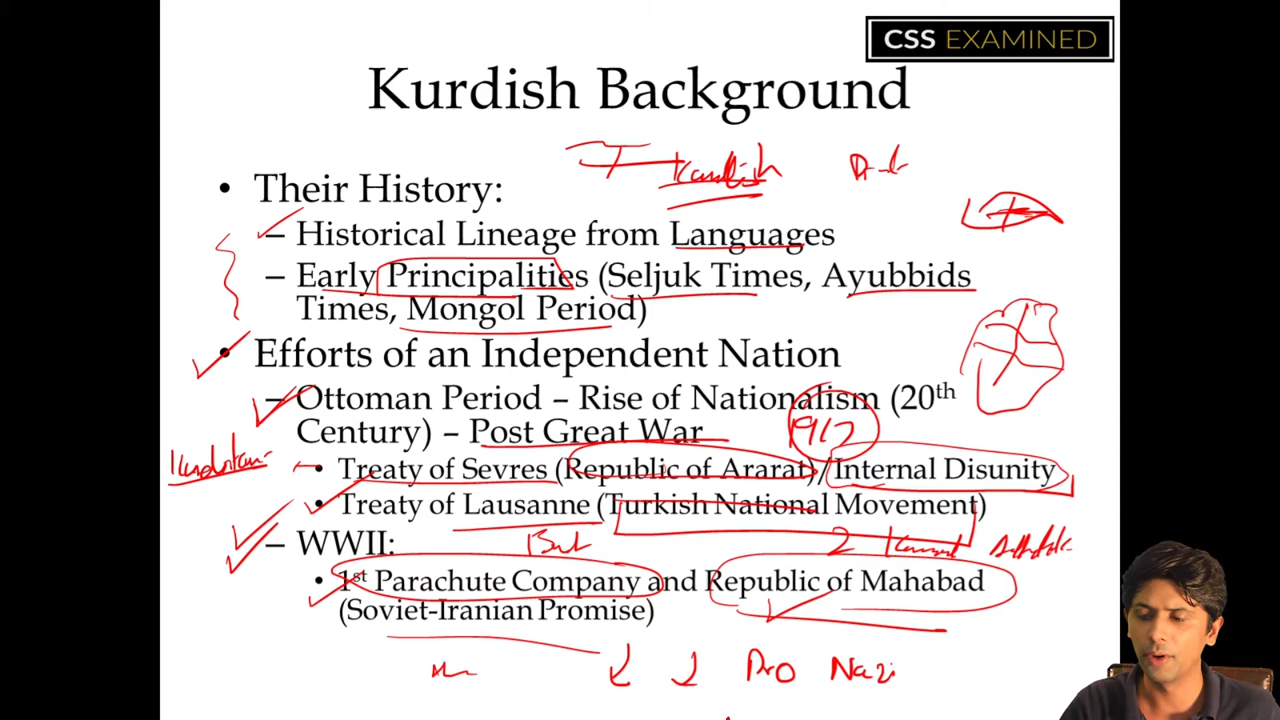 CSS EXAMINED
Kurdish Background
Kurdish
• Their History:
– Historical Lineage from Languages
– Early Principalities (Seljuk Times, Ayubbids
Times, Mongol Period)
• Efforts of an Independent Nation
– Ottoman Period – Rise of Nationalism (20th
Century) – Post Great War
1917
Kurdistan
• Treaty of Sevres (Republic of Ararat)/Internal Disunity
• Treaty of Lausanne (Turkish National Movement)
– WWII:
2
• 1st Parachute Company and Republic of Mahabad
(Soviet-Iranian Promise)
Pro Nazi